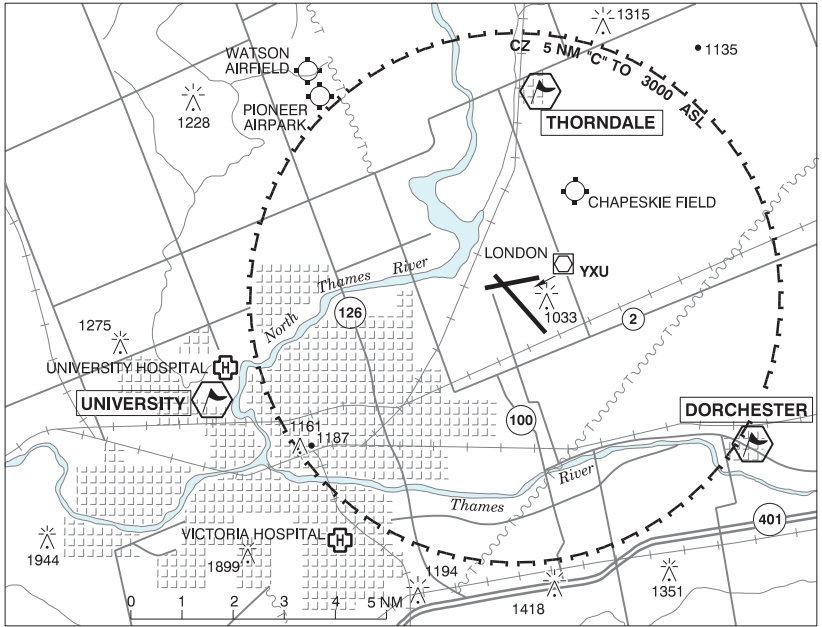 1315
CZ 5 NM "C" TO 3000 ASL
1135
WATSON
AIRFIELD
PIONEER
AIRPARK
1228
THORNDALE
CHAPESKIE FIELD
LONDON
YXU
1033
North Thames River
126
2
1275
UNIVERSITY HOSPITAL
H
UNIVERSITY
DORCHESTER
100
1161
1187
Thames River
401
VICTORIA HOSPITAL
H
1944
1899
1194
1418
1351
0 1 2 3 4 5 NM